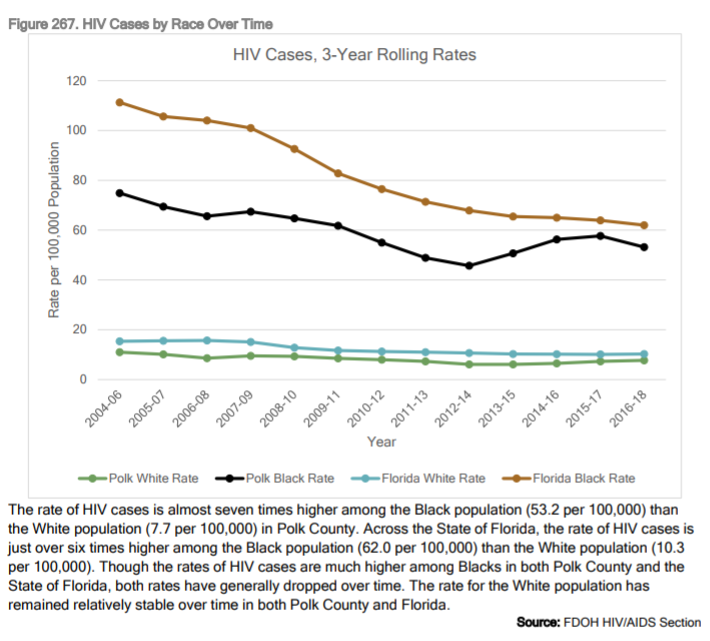 Figure 267. HIV Cases by Race Over Time
HIV Cases, 3-Year Rolling Rates
Rate per 100,000 Population
120
100
80
60
40
20
0
2004-06
2005-07
2006-08
2007-09
2008-10
2009-11
2010-12
2011-13
2012-14
2013-15
2014-16
2015-17
2016-18
Year
Polk White Rate
Polk Black Rate
Florida White Rate
Florida Black Rate
The rate of HIV cases is almost seven times higher among the Black population (53.2 per 100,000) than
the White population (7.7 per 100,000) in Polk County. Across the State of Florida, the rate of HIV cases is
just over six times higher among the Black population (62.0 per 100,000) than the White population (10.3
per 100,000). Though the rates of HIV cases are much higher among Blacks in both Polk County and the
State of Florida, both rates have generally dropped over time. The rate for the White population has
remained relatively stable over time in both Polk County and Florida.
Source: FDOH HIV/AIDS Section